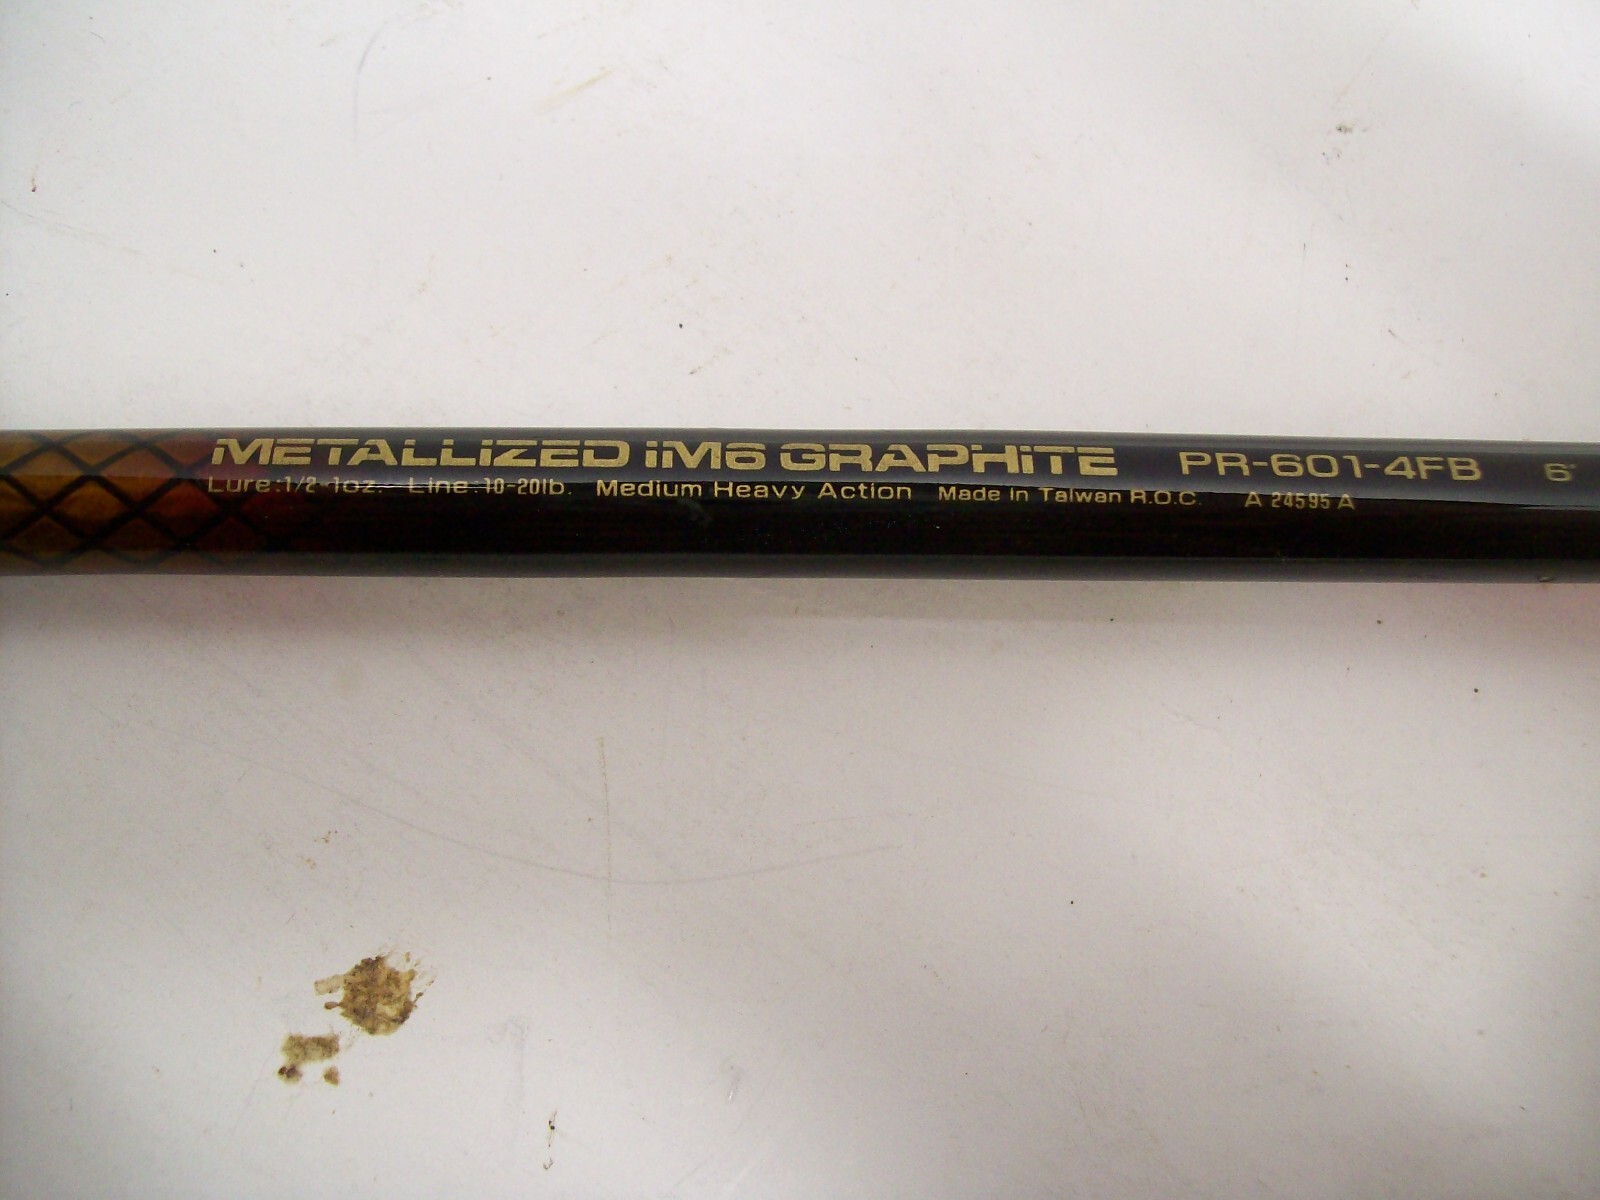 METALLIZED iM6 GRAPHITE PR-601-4FB 6'
Lure:1/2-1oz. Line:10-20lb. Medium Heavy Action Made In Taiwan R.O.C. A 24595 A